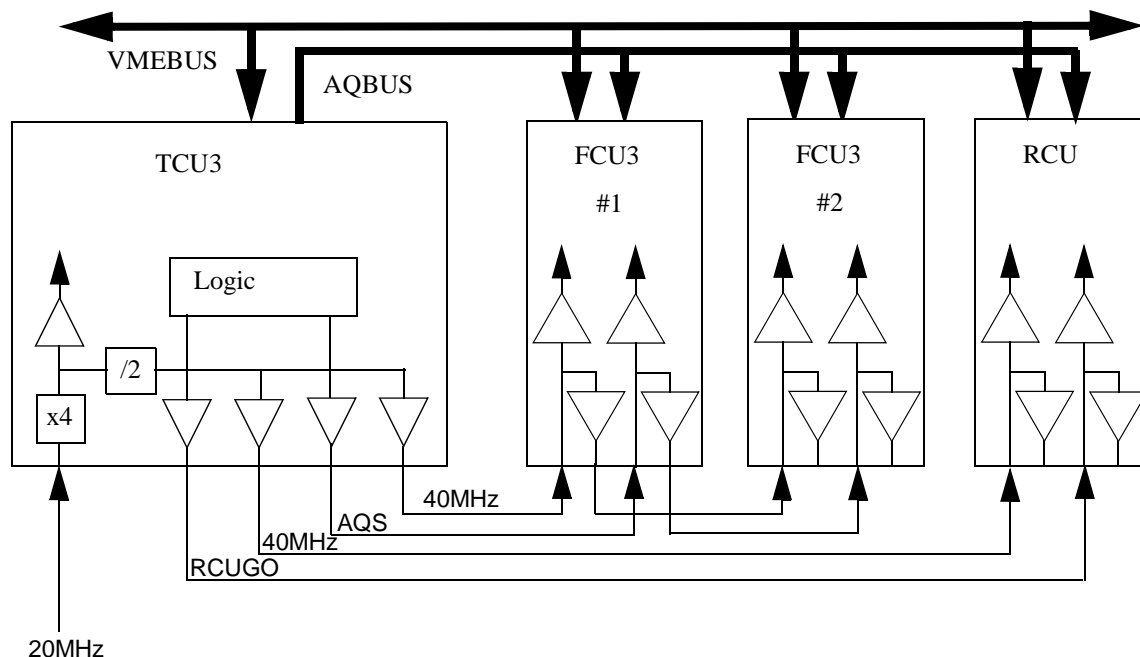 VMEBUS
AQBUS
TCU3
FCU3
#1
FCU3
#2
RCU
Logic
/2
x4
40MHz
AQS
40MHz
RCUGO
20MHz